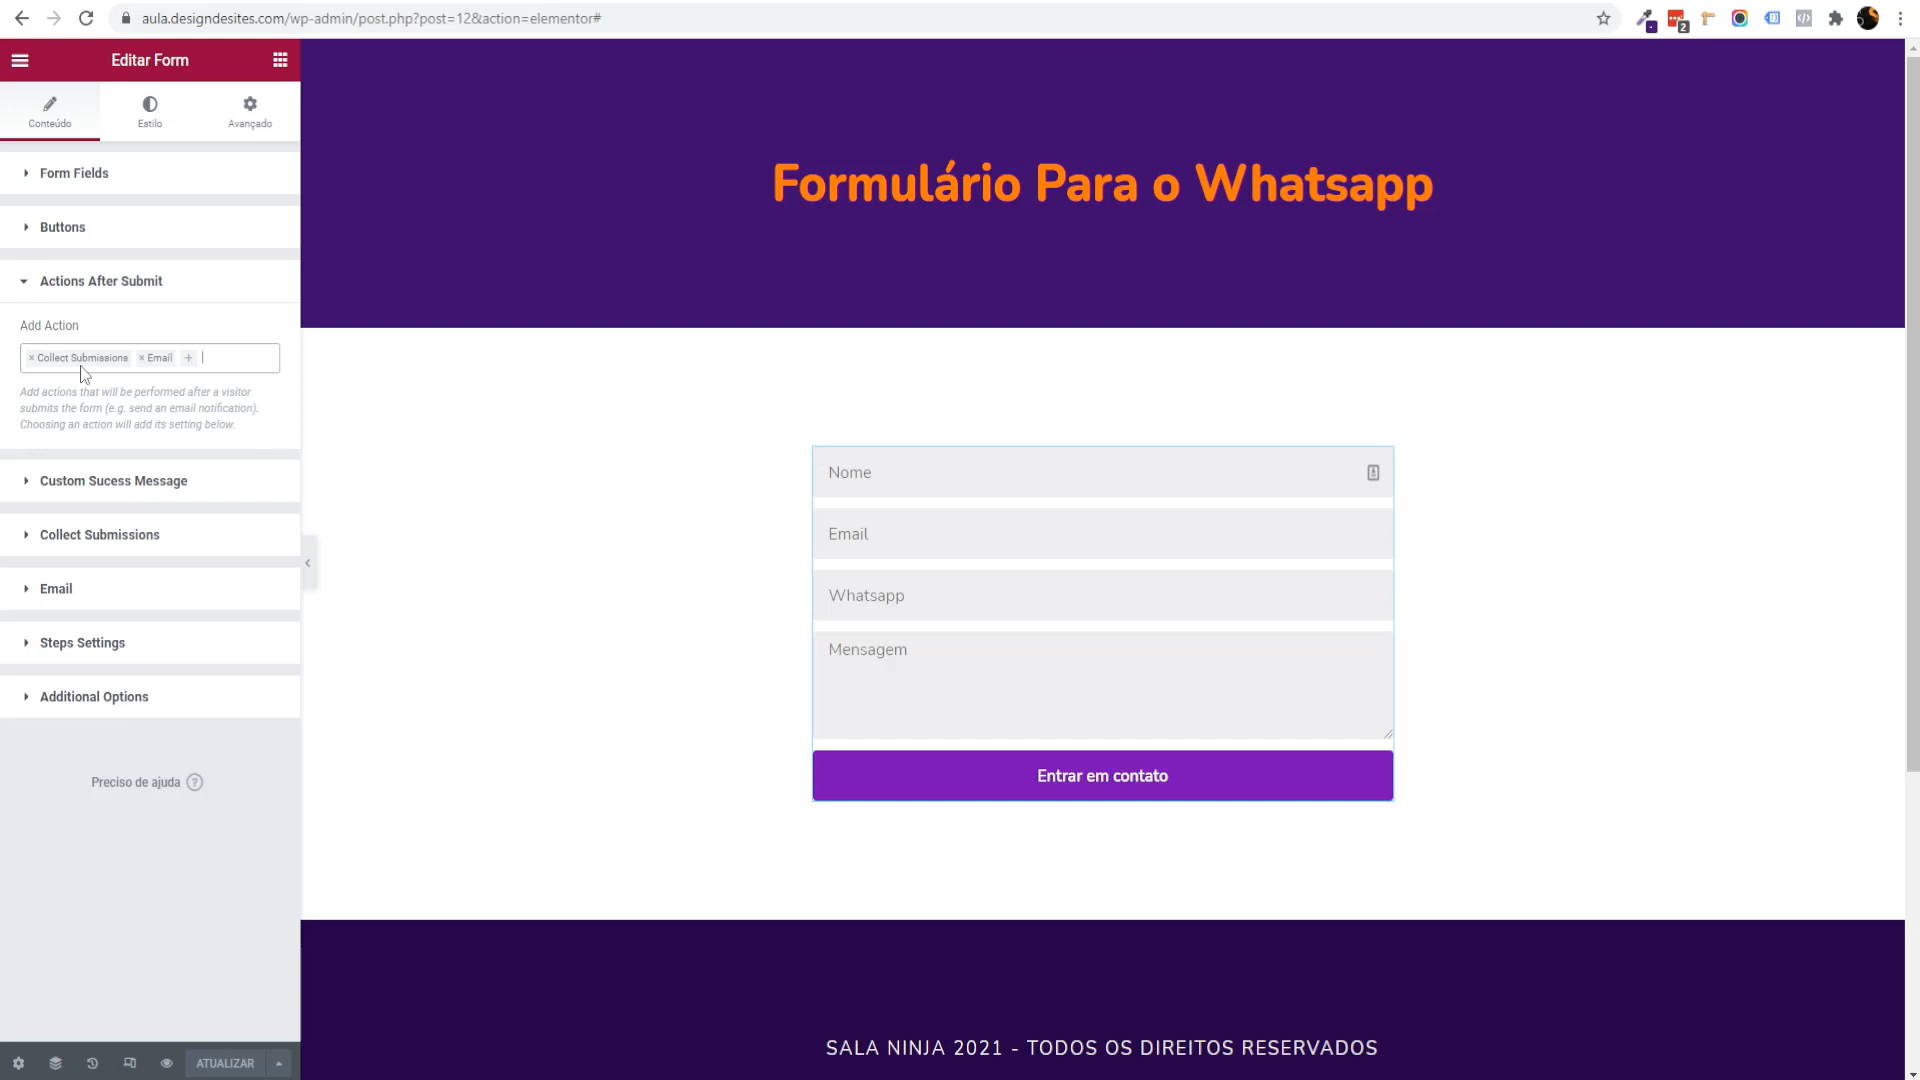 aula.designdesites.com/wp-admin/post.php?post=12&action=elementor#
2
Editar Form
Conteúdo
Estilo
Avançado
Form Fields
Buttons
Actions After Submit
Add Action
× Collect Submissions × Email +
Add actions that will be performed after a visitor
submits the form (e.g. send an email notification).
Choosing an action will add its setting below.
Custom Sucess Message
Collect Submissions
Email
Steps Settings
Additional Options
Preciso de ajuda ?
ATUALIZAR
Formulário Para o Whatsapp
Nome
Email
Whatsapp
Mensagem
Entrar em contato
SALA NINJA 2021 - TODOS OS DIREITOS RESERVADOS